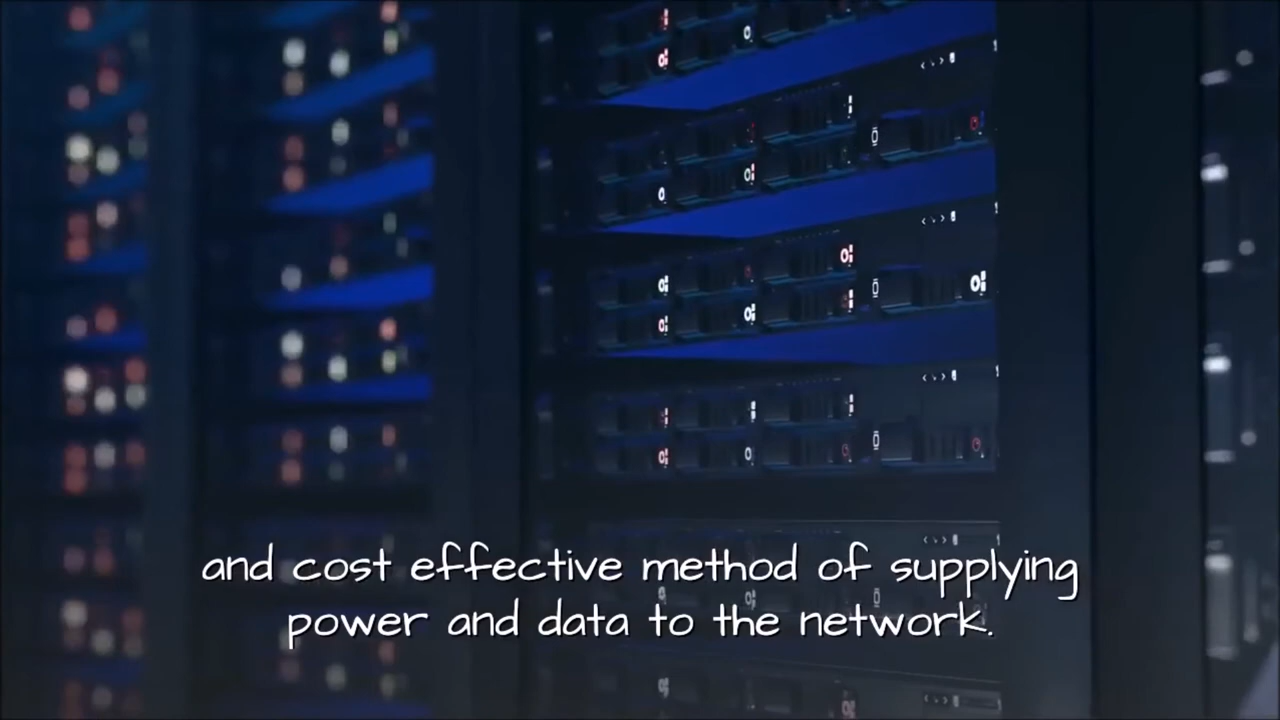 and cost effective method of supplying
power and data to the network.